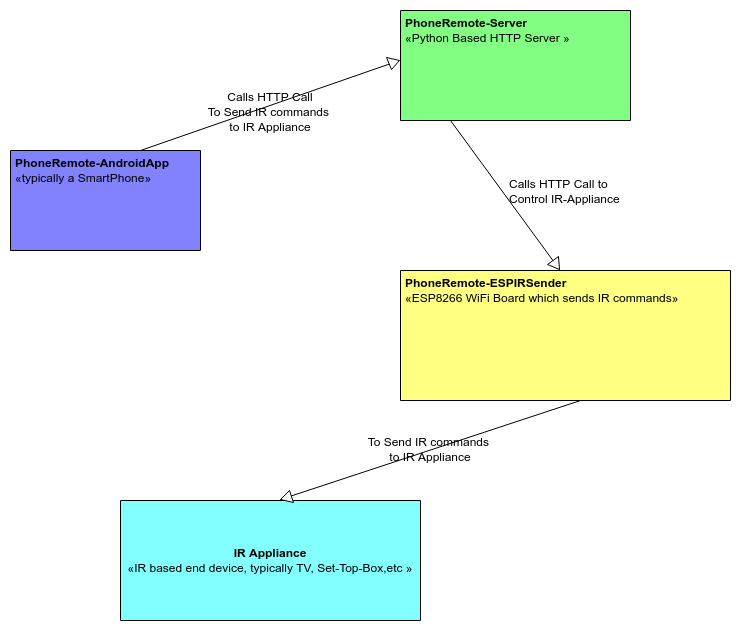 PhoneRemote-Server
«Python Based HTTP Server »
Calls HTTP Call
To Send IR commands
to IR Appliance
PhoneRemote-AndroidApp
«typically a SmartPhone»
Calls HTTP Call to
Control IR-Appliance
PhoneRemote-ESPIRSender
«ESP8266 WiFi Board which sends IR commands»
To Send IR commands
to IR Appliance
IR Appliance
«IR based end device, typically TV, Set-Top-Box,etc »